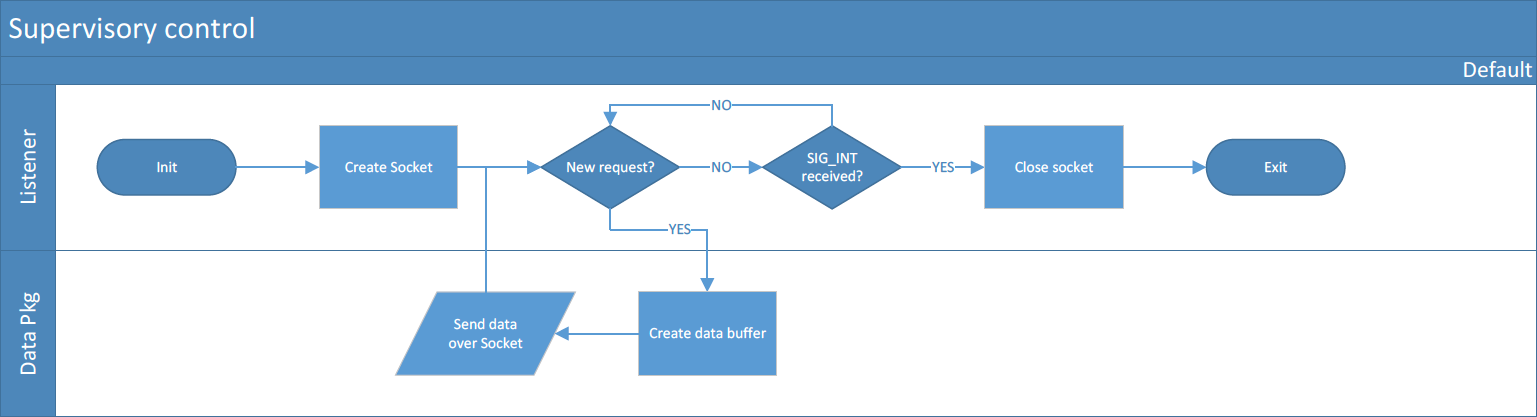 Supervisory control
Default
Listener
Init
Create Socket
New request?
NO
NO
SIG_INT
received?
YES
Close socket
Exit
YES
Data Pkg
Send data
over Socket
Create data buffer